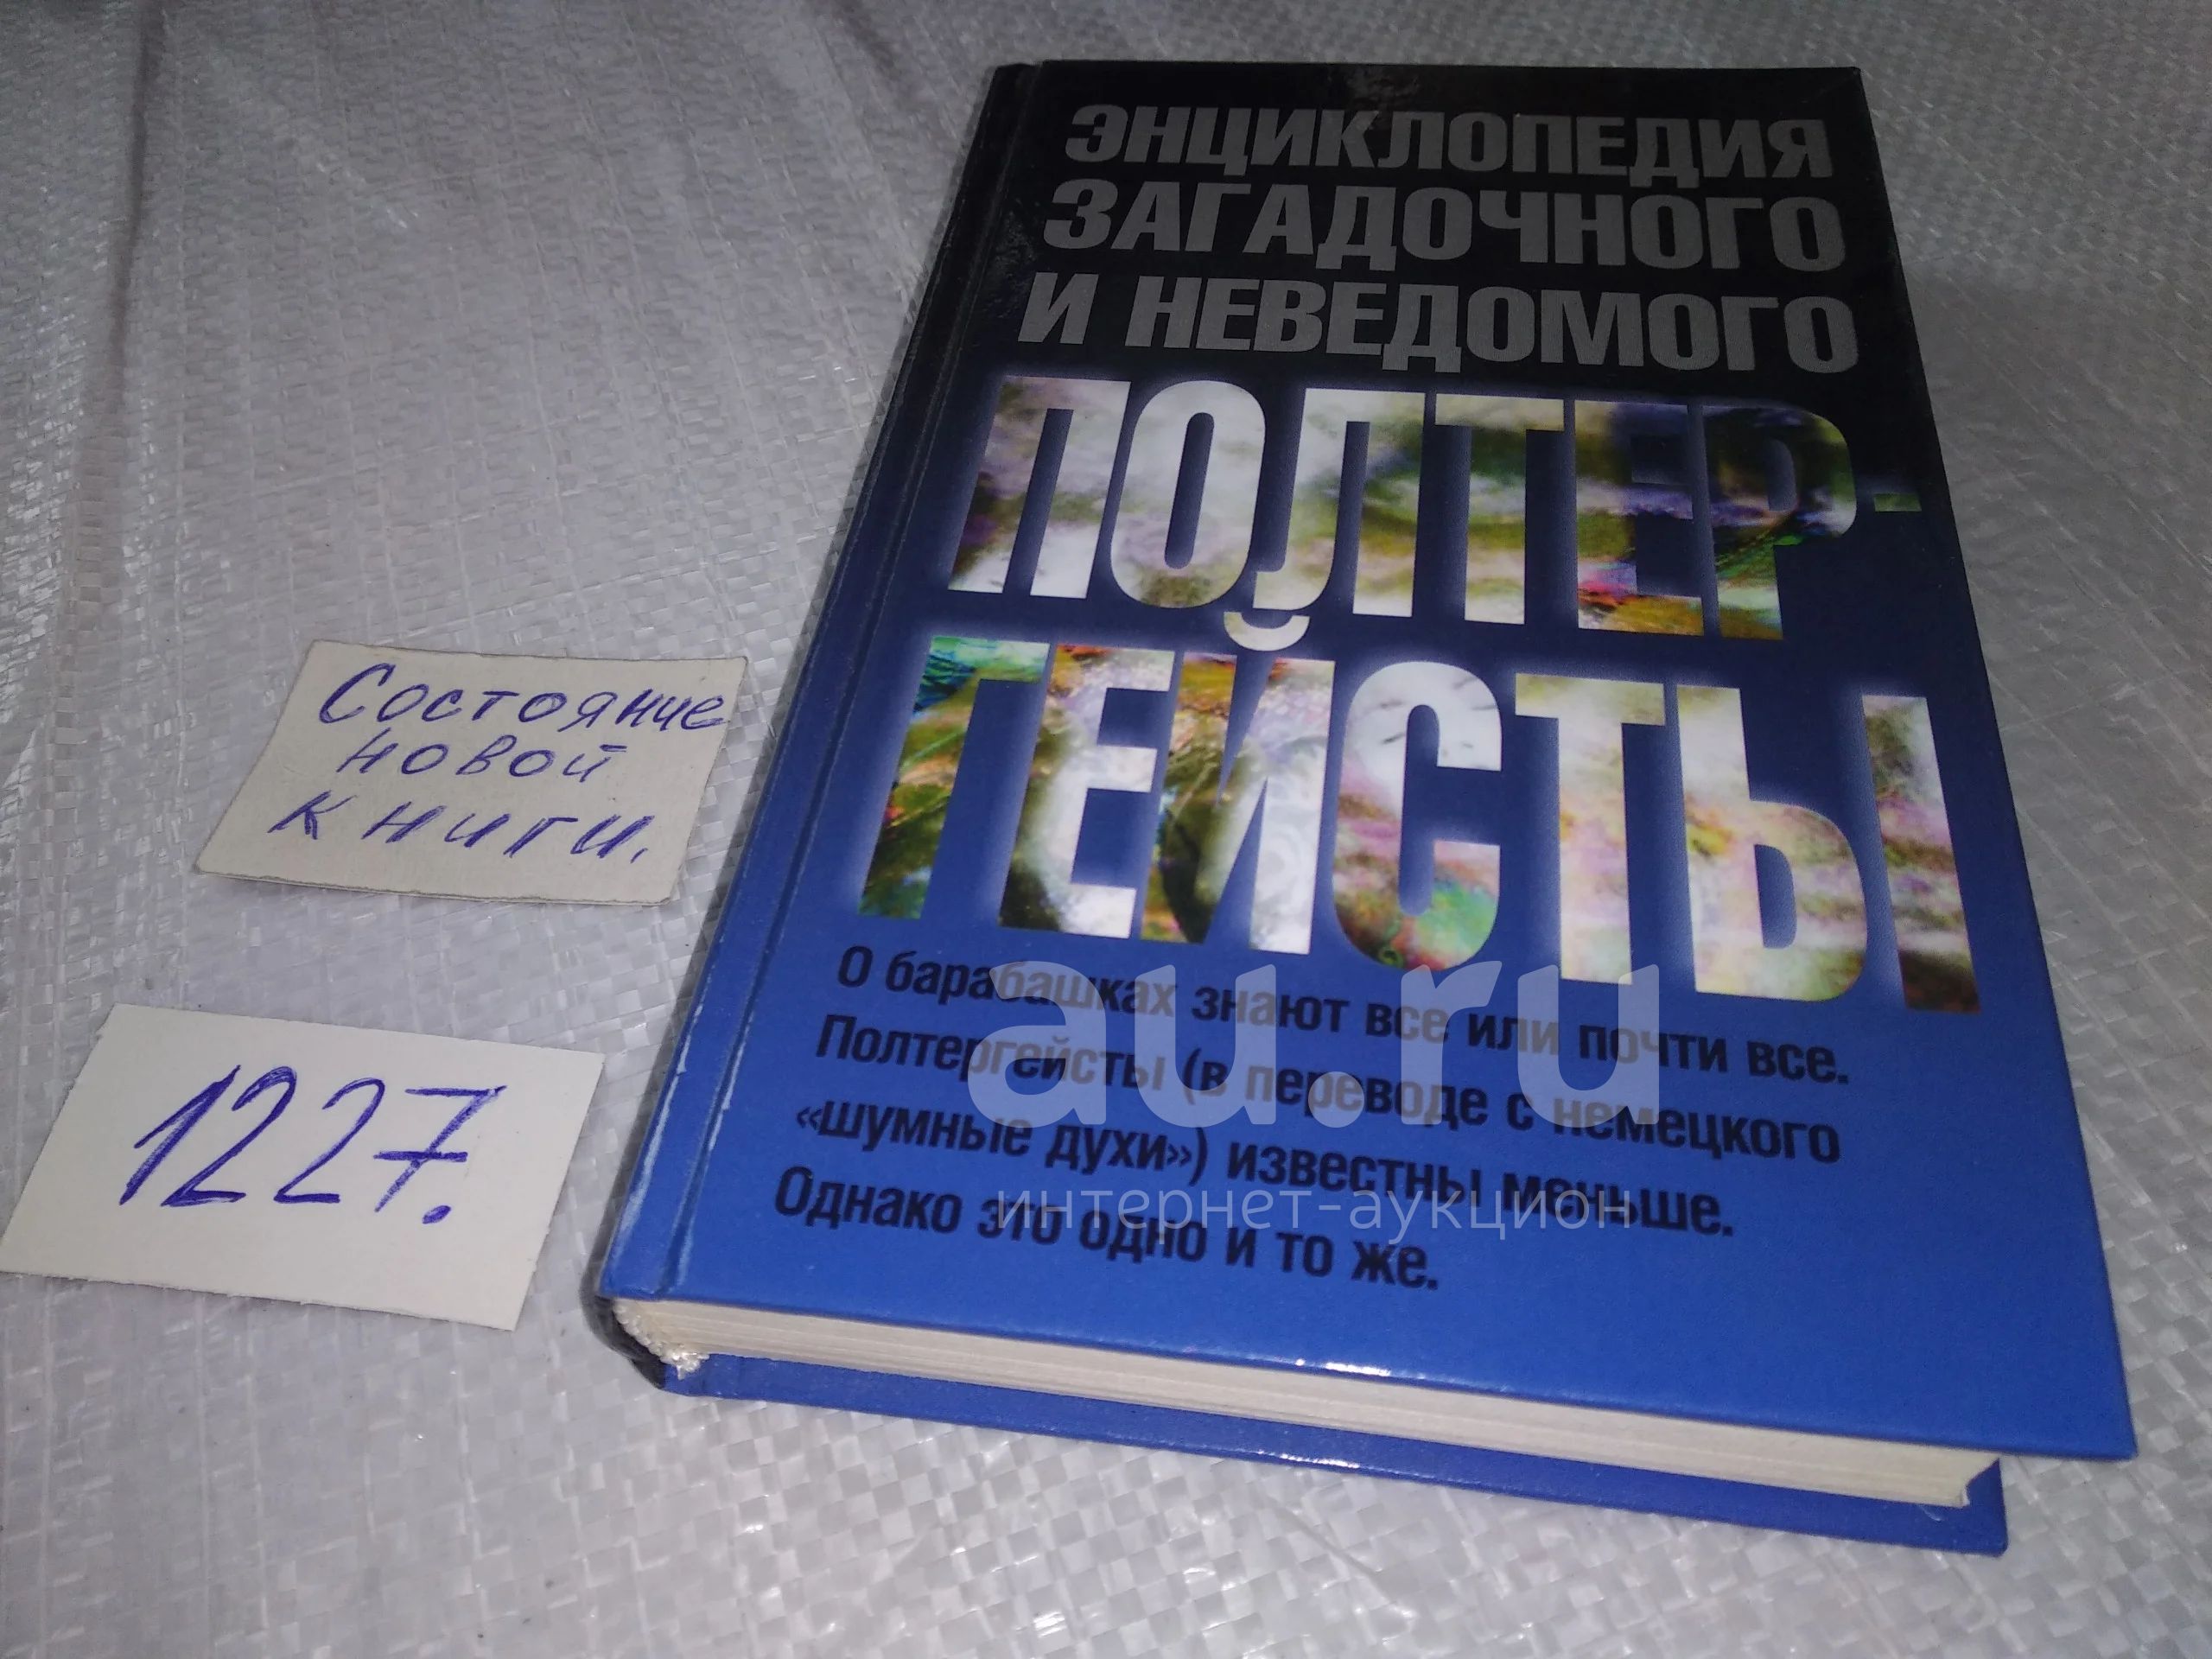 ЭНЦИКЛОПЕДИЯ
ЗАГАДОЧНОГО
И НЕВЕДОМОГО
ПОЛТЕР-
ГЕЙСТЫ
О барабашках знают все или почти все.
Полтергейсты (в переводе с немецкого
«шумные духи») известны меньше.
Однако это одно и то же.
Состояние
новой
книги.
1227.
au.ru
интернет-аукцион